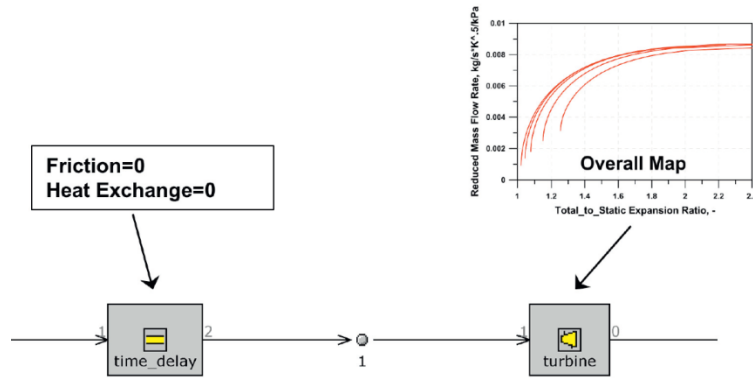 0.01
0.008
0.006
0.004
0.002
0
Reduced Mass Flow Rate, kg/s*K^.5/kPa
Overall Map
1 1.2 1.4 1.6 1.8 2 2.2 2.
Total_to_Static Expansion Ratio, -
Friction=0
Heat Exchange=0
1 2
time_delay
1
1 0
turbine